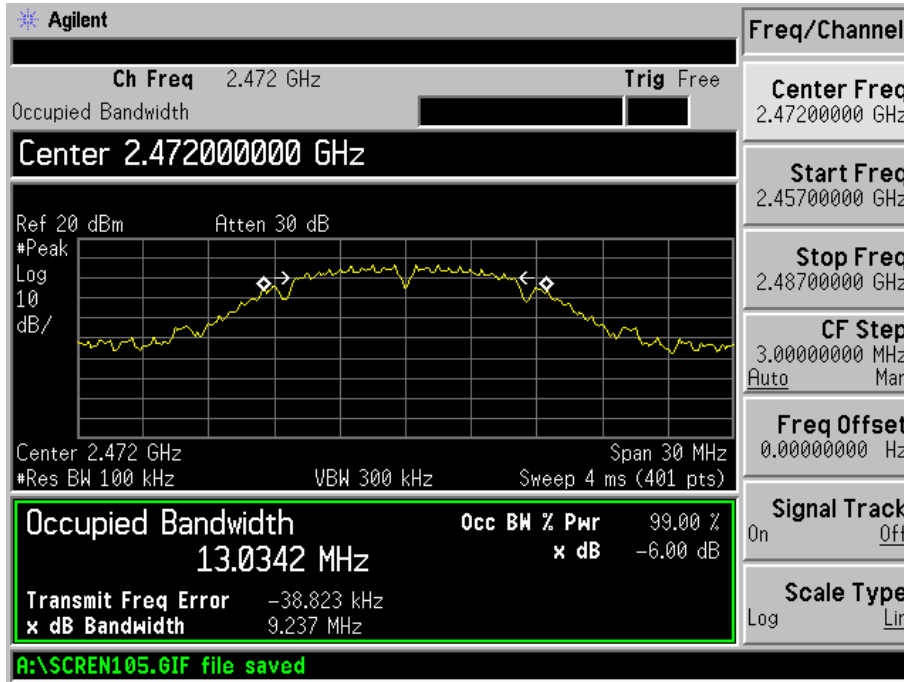 Agilent
Freq/Channel
Ch Freq 2.472 GHz Trig Free
Occupied Bandwidth
Center 2.472000000 GHz
Ref 20 dBm Atten 30 dB
#Peak
Log
10
dB/
Center 2.472 GHz Span 30 MHz
#Res BW 100 kHz VBW 300 kHz Sweep 4 ms (401 pts)
Occupied Bandwidth
13.0342 MHz
Occ BW % Pwr 99.00 %
x dB -6.00 dB
Transmit Freq Error -38.823 kHz
x dB Bandwidth 9.237 MHz
A:\SCREN105.GIF file saved
Center Freq
2.47200000 GHz
Start Freq
2.45700000 GHz
Stop Freq
2.48700000 GHz
CF Step
3.00000000 MHz
Auto Man
Freq Offset
0.00000000 Hz
Signal Track
On Off
Scale Type
Log Lin